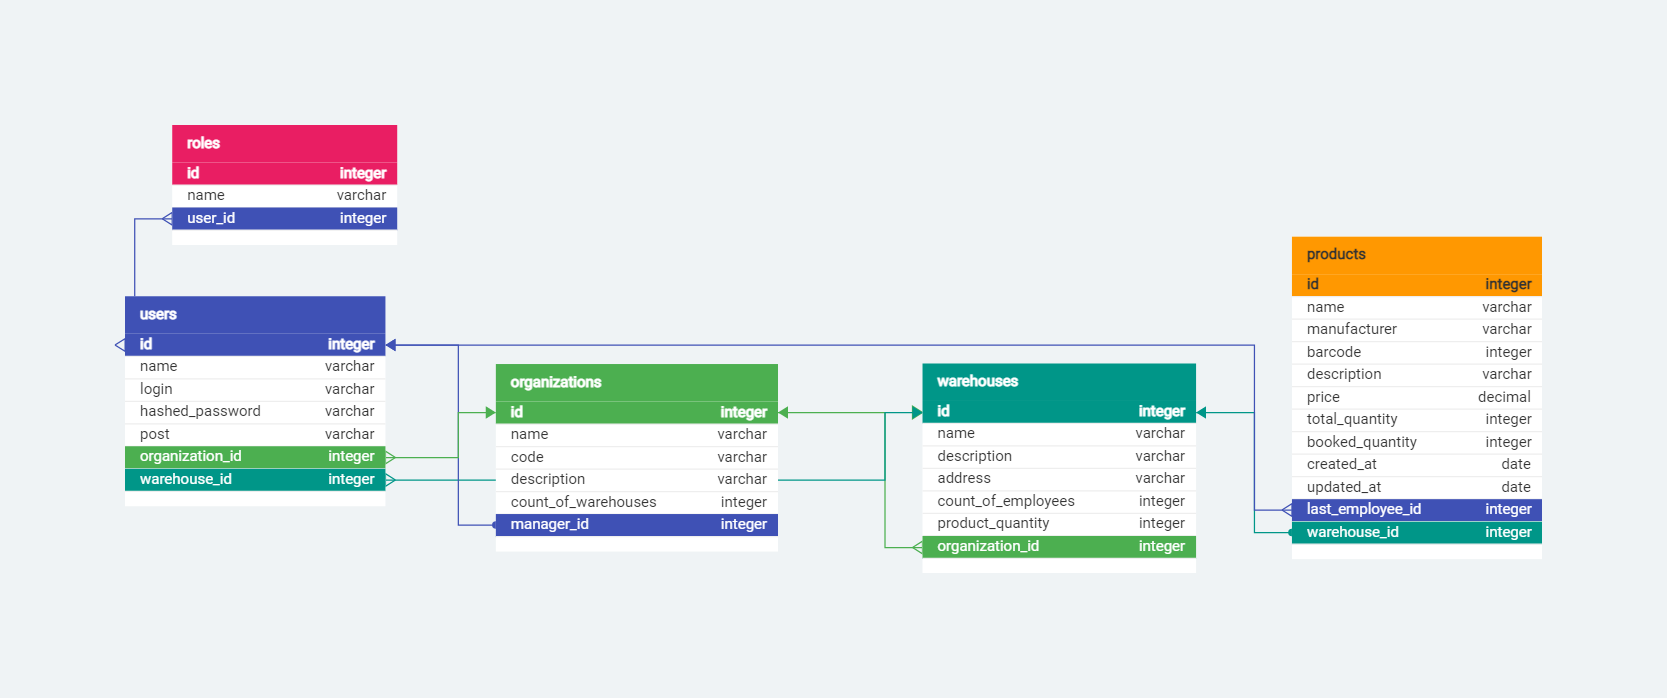 roles
id integer
name varchar
user_id integer
users
id integer
name varchar
login varchar
hashed_password varchar
post varchar
organization_id integer
warehouse_id integer
organizations
id integer
name varchar
code varchar
description varchar
count_of_warehouses integer
manager_id integer
warehouses
id integer
name varchar
description varchar
address varchar
count_of_employees integer
product_quantity integer
organization_id integer
products
id integer
name varchar
manufacturer varchar
barcode integer
description varchar
price decimal
total_quantity integer
booked_quantity integer
created_at date
updated_at date
last_employee_id integer
warehouse_id integer